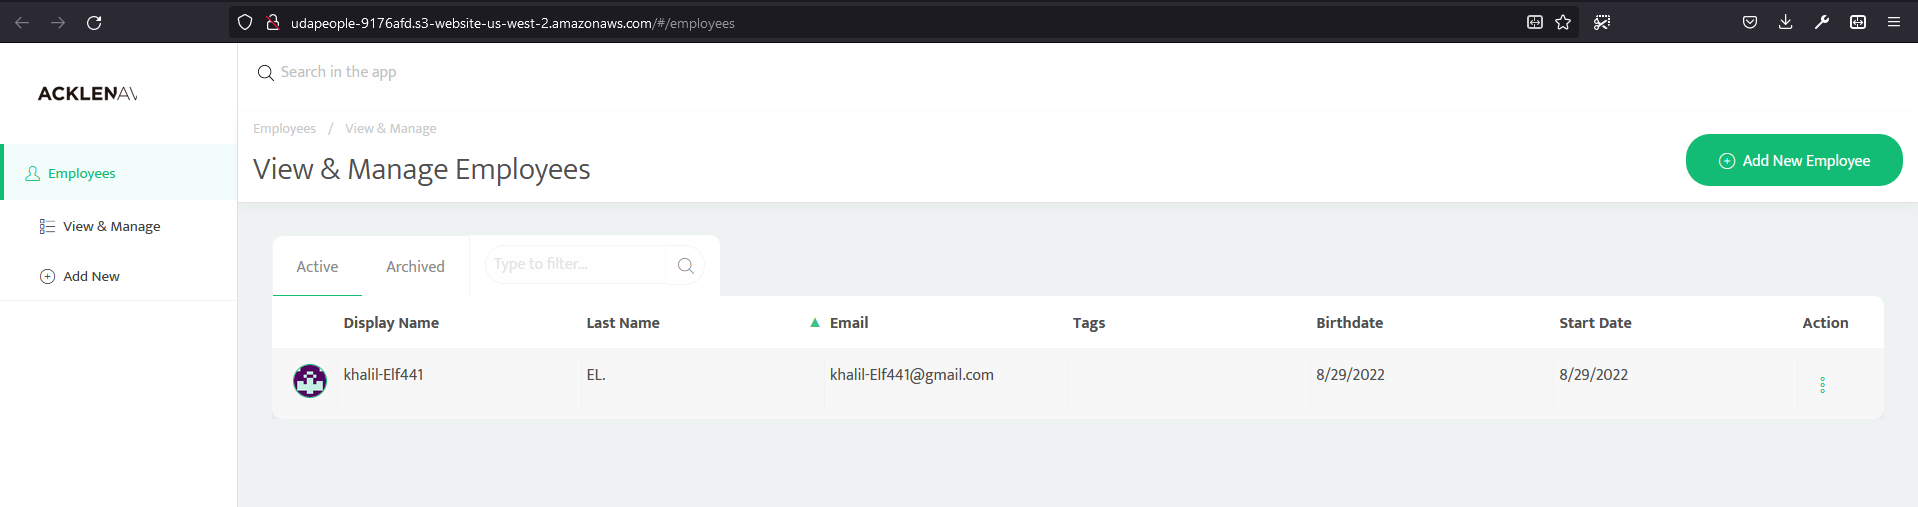 udapeople-9176afd.s3-website-us-west-2.amazonaws.com/#/employees
ACKLENAV
Search in the app
Employees / View & Manage
View & Manage Employees
Add New Employee
Employees
View & Manage
Add New
Active Archived Type to filter...
Display Name Last Name ▲ Email Tags Birthdate Start Date Action
khalil-Elf441 EL. khalil-Elf441@gmail.com 8/29/2022 8/29/2022